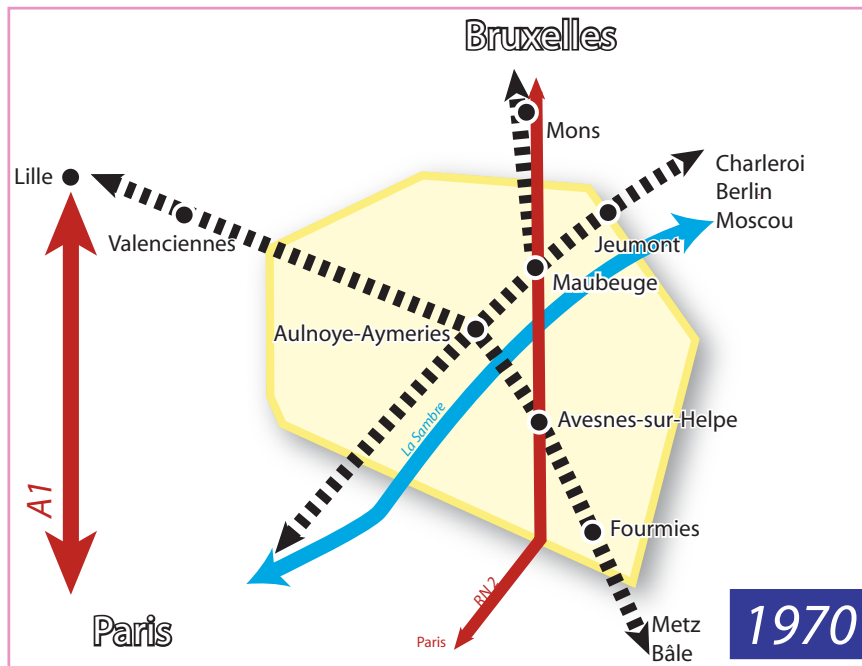 Bruxelles
Mons
Lille
Charleroi
Berlin
Moscou
Valenciennes
Jeumont
Maubeuge
Aulnoye-Aymeries
La Sambre
Avesnes-sur-Helpe
A1
Fourmies
RN 2
Paris
Paris
Metz
Bâle
1970